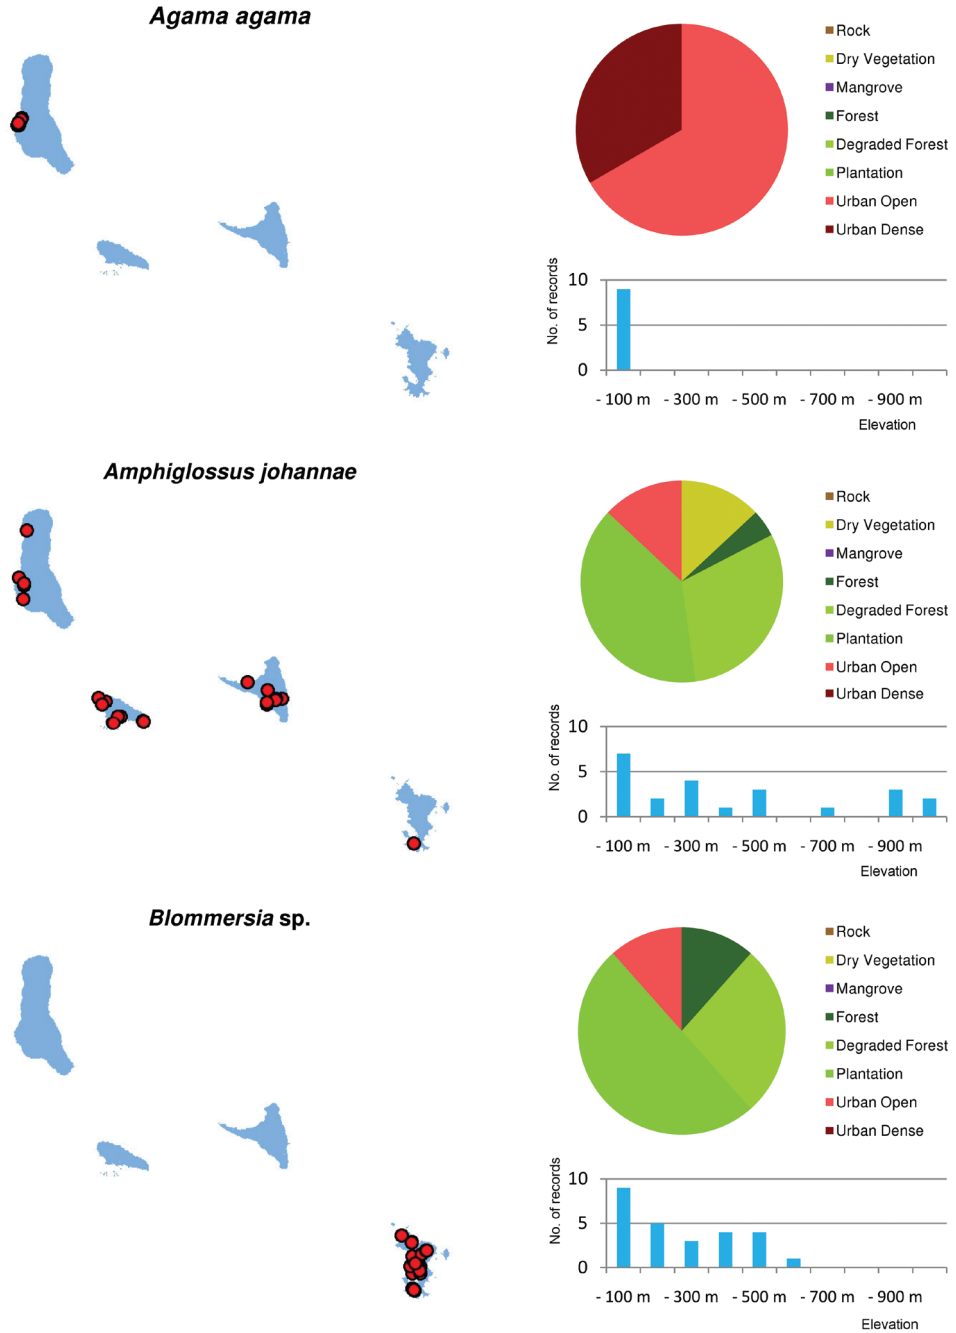 Agama agama
Rock
Dry Vegetation
Mangrove
Forest
Degraded Forest
Plantation
Urban Open
Urban Dense
No. of records
10
5
0
- 100 m - 300 m - 500 m - 700 m - 900 m
Elevation
Amphiglossus johannae
Rock
Dry Vegetation
Mangrove
Forest
Degraded Forest
Plantation
Urban Open
Urban Dense
No. of records
10
5
0
- 100 m - 300 m - 500 m - 700 m - 900 m
Elevation
Blommersia sp.
Rock
Dry Vegetation
Mangrove
Forest
Degraded Forest
Plantation
Urban Open
Urban Dense
No. of records
10
5
0
- 100 m - 300 m - 500 m - 700 m - 900 m
Elevation